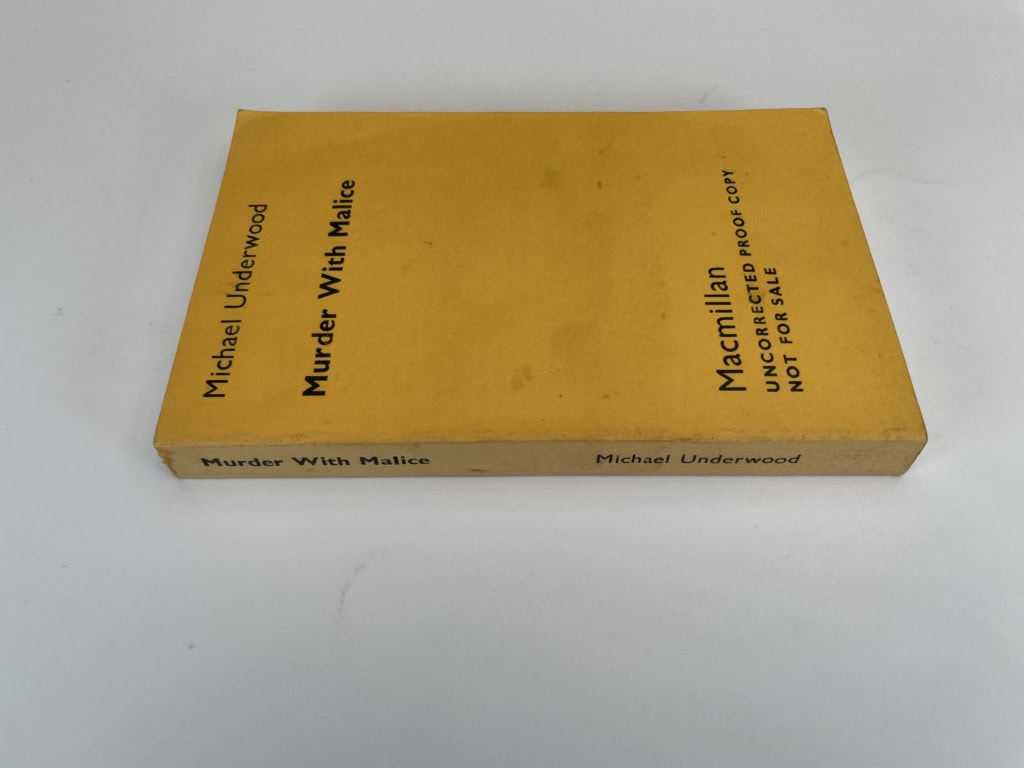 Michael Underwood
Murder With Malice
Macmillan
UNCORRECTED PROOF COPY
NOT FOR SALE
Murder With Malice
Michael Underwood